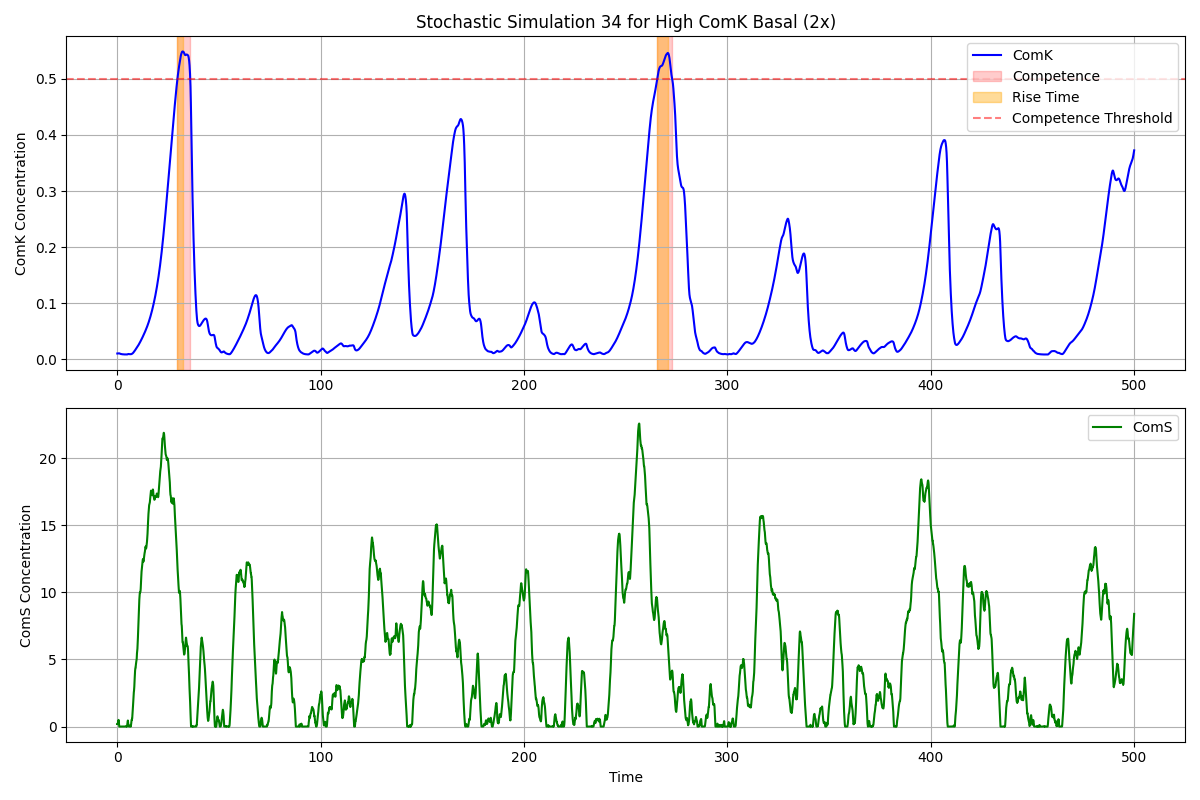 Stochastic Simulation 34 for High ComK Basal (2x)
ComK Concentration
0.5
0.4
0.3
0.2
0.1
0.0
ComK
Competence
Rise Time
Competence Threshold
0 100 200 300 400 500
ComS Concentration
20
15
10
5
0
ComS
0 100 200 300 400 500
Time